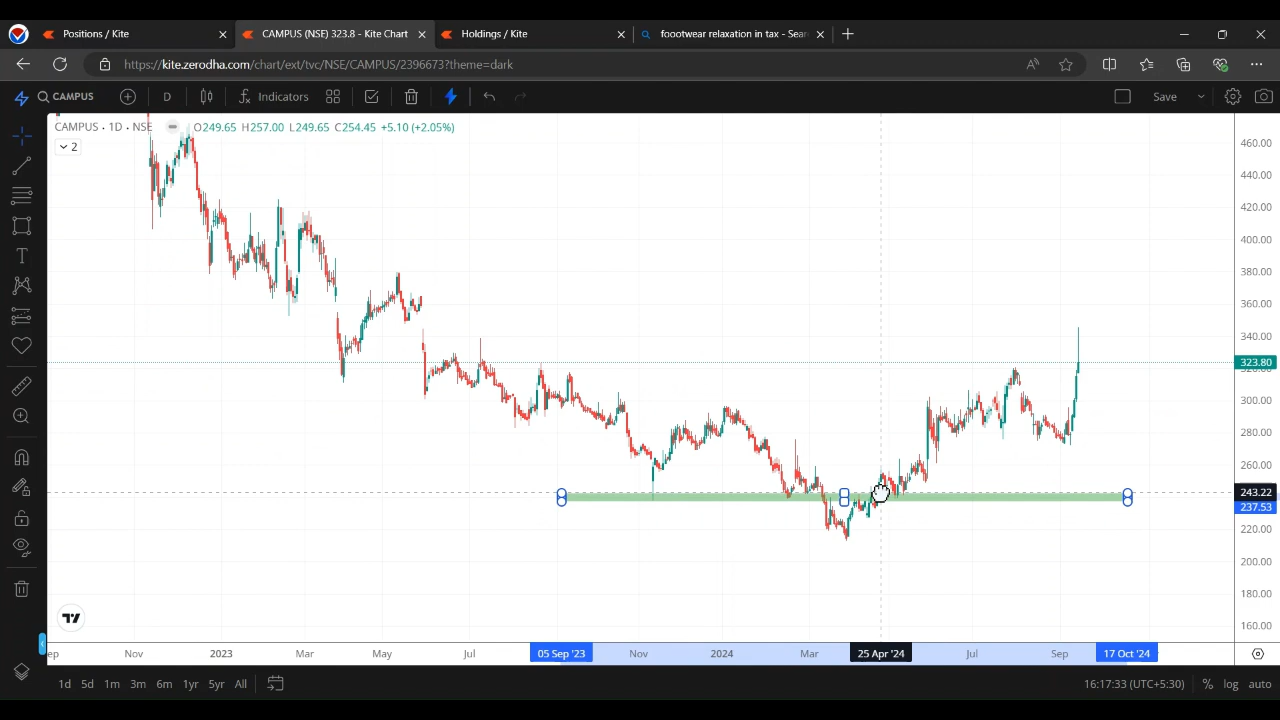 Positions / Kite
CAMPUS (NSE) 323.8 - Kite Chart
Holdings / Kite
foootwear relaxation in tax - Sear
https://kite.zerodha.com/chart/ext/tvc/NSE/CAMPUS/2396673?theme=dark
CAMPUS
D
Indicators
Save
CAMPUS · 1D · NSE
O249.65 H257.00 L249.65 C254.45 +5.10 (+2.05%)
2
460.00
440.00
420.00
400.00
380.00
360.00
340.00
323.80
320.00
300.00
280.00
260.00
243.22
237.53
220.00
200.00
180.00
160.00
ep
Nov
2023
Mar
May
Jul
05 Sep '23
Nov
2024
Mar
25 Apr '24
Jul
Sep
17 Oct '24
1d 5d 1m 3m 6m 1yr 5yr All
16:17:33 (UTC+5:30)
% log auto